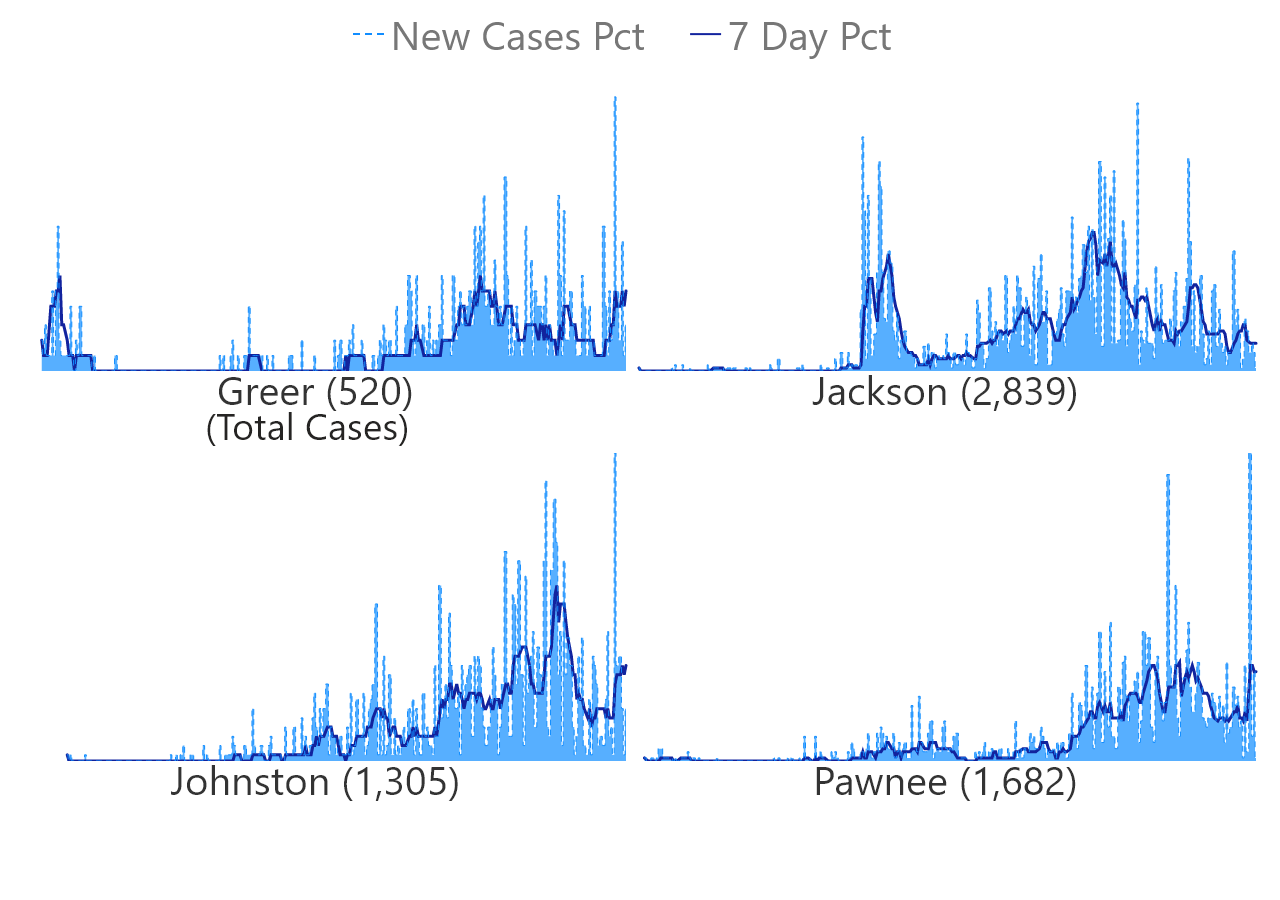 New Cases Pct 7 Day Pct
Greer (520) Jackson (2,839)
(Total Cases)
Johnston (1,305) Pawnee (1,682)